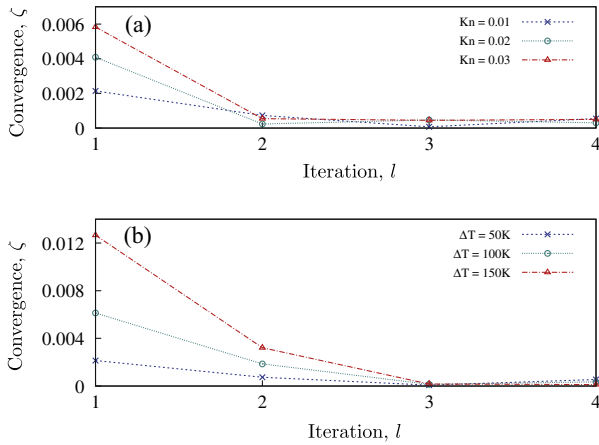 (a)
Convergence, ζ
0.006
0.004
0.002
0
Kn = 0.01
Kn = 0.02
Kn = 0.03
1 2 3 4
Iteration, l
(b)
Convergence, ζ
0.012
0.008
0.004
0
ΔT = 50K
ΔT = 100K
ΔT = 150K
1 2 3 4
Iteration, l